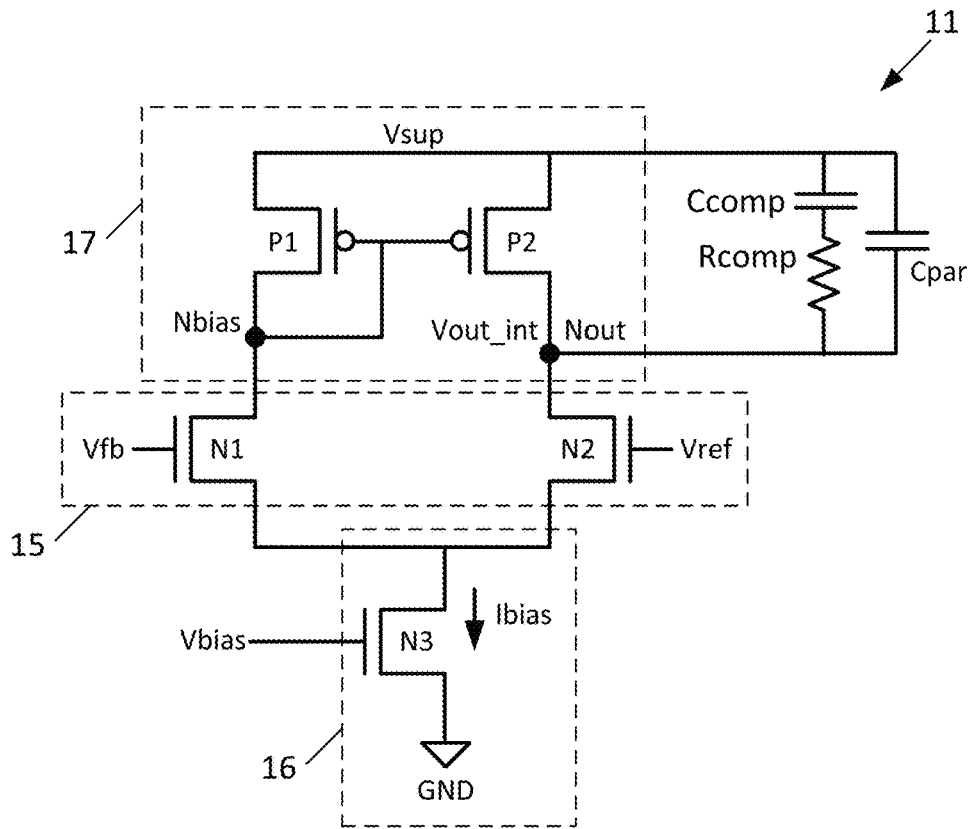 11
Vsup
17
P1
P2
Ccomp
Rcomp
Cpar
Nbias
Vout_int
Nout
Vfb
N1
N2
Vref
15
Vbias
N3
Ibias
16
GND